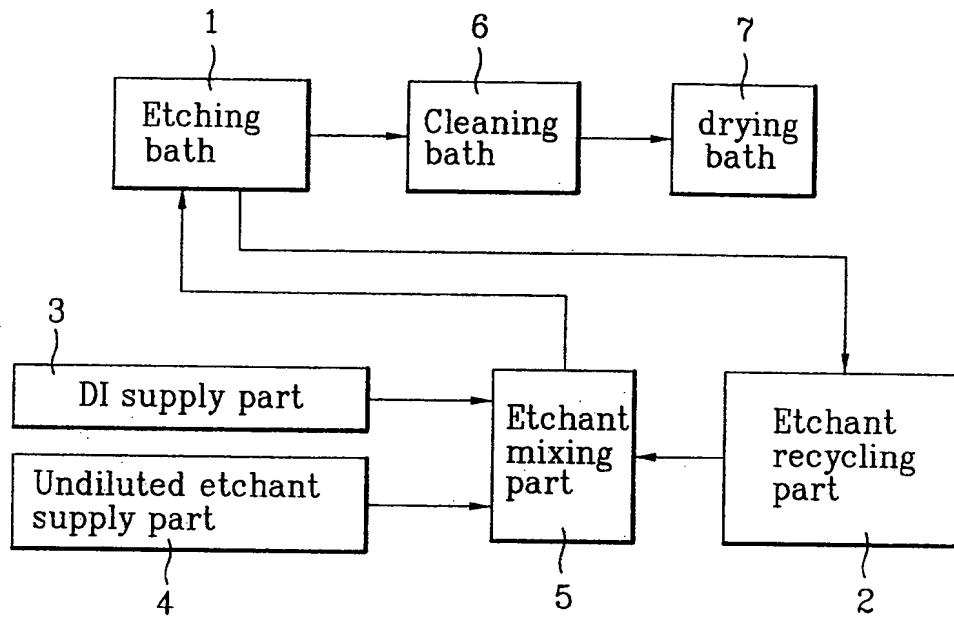 1
6
7
Etching
bath
Cleaning
bath
drying
bath
3
DI supply part
Undiluted etchant
supply part
4
Etchant
mixing
part
5
Etchant
recycling
part
2